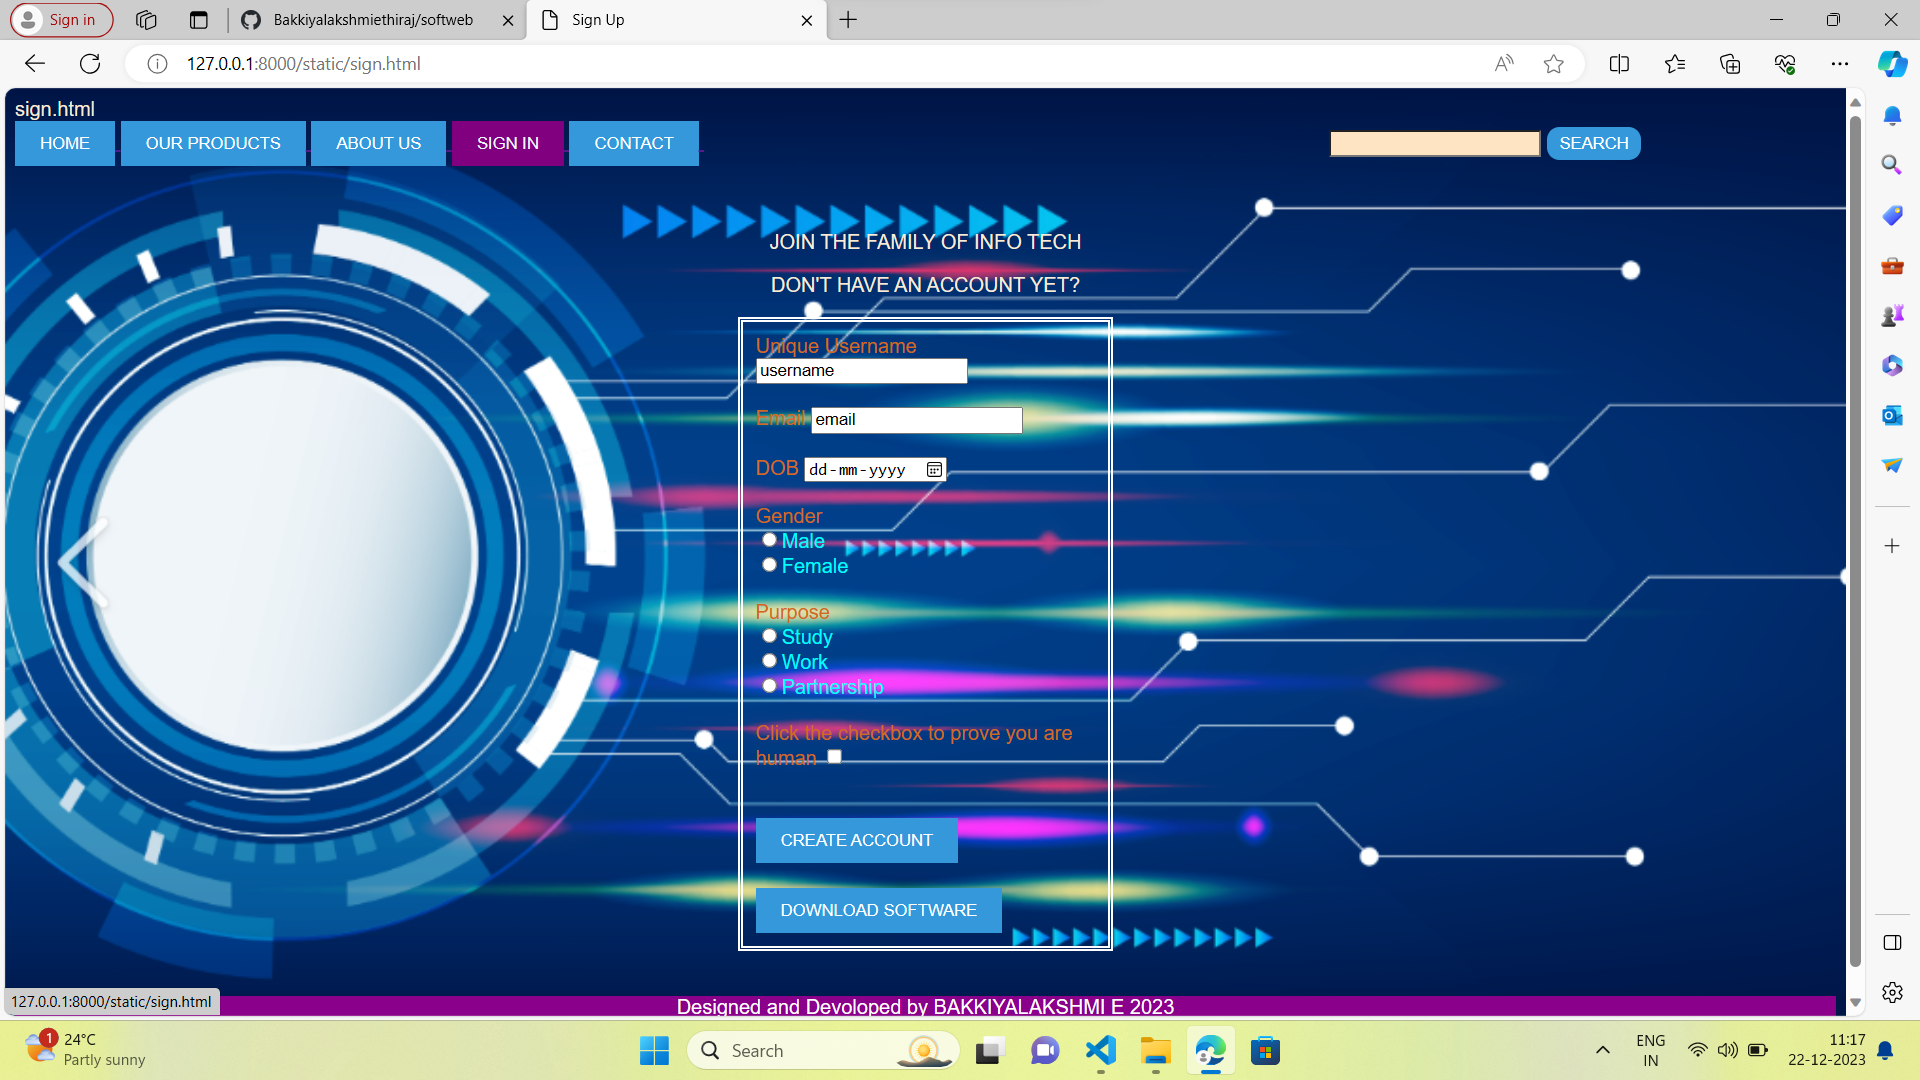 Sign in
Bakkiyalakshmiethiraj/softweb
Sign Up
127.0.0.1:8000/static/sign.html
sign.html
HOME
OUR PRODUCTS
ABOUT US
SIGN IN
CONTACT
SEARCH
JOIN THE FAMILY OF INFO TECH
DON'T HAVE AN ACCOUNT YET?
Unique Username
username
Email email
DOB dd-mm-yyyy
Gender
Male
Female
Purpose
Study
Work
Partnership
Click the checkbox to prove you are
human
CREATE ACCOUNT
DOWNLOAD SOFTWARE
127.0.0.1:8000/static/sign.html
Designed and Devoloped by BAKKIYALAKSHMI E 2023
1
24°C
Partly sunny
Search
ENG
IN
11:17
22-12-2023